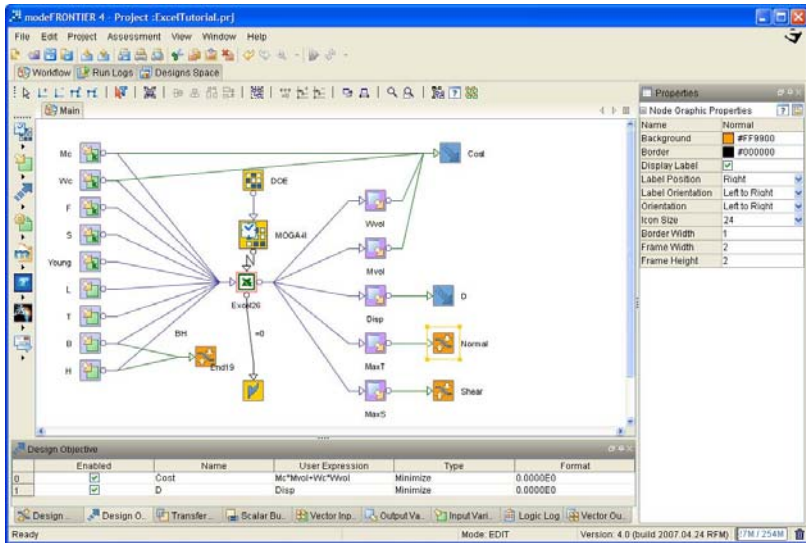 modeFRONTIER 4 - Project :ExcelTutorial.prj
File Edit Project Assessment View Window Help
Workflow Run Logs Designs Space
Main
Properties
Node Graphic Properties
Name Normal
Background #FF9900
Border #000000
Display Label
Label Position Right
Label Orientation Left to Right
Orientation Left to Right
Icon Size 24
Border Width 1
Frame Width 2
Frame Height 2
Mc
Cost
Wc
DOE
F
Wvol
S
MOGA-II
Young
Mvol
L
Excel26
D
T
Disp
B
BH
=0
Normal
End19
H
MaxT
Shear
MaxS
Design Objective
Enabled Name User Expression Type Format
0 Cost Mc*Mvol+Wc*Wvol Minimize 0.0000E0
1 D Disp Minimize 0.0000E0
Design... Design O... Transfer... Scalar Bu... Vector Inp... Output Va... Input Vari... Logic Log Vector Ou...
Ready Mode: EDIT Version: 4.0 (build 2007.04.24 RFM) 254M